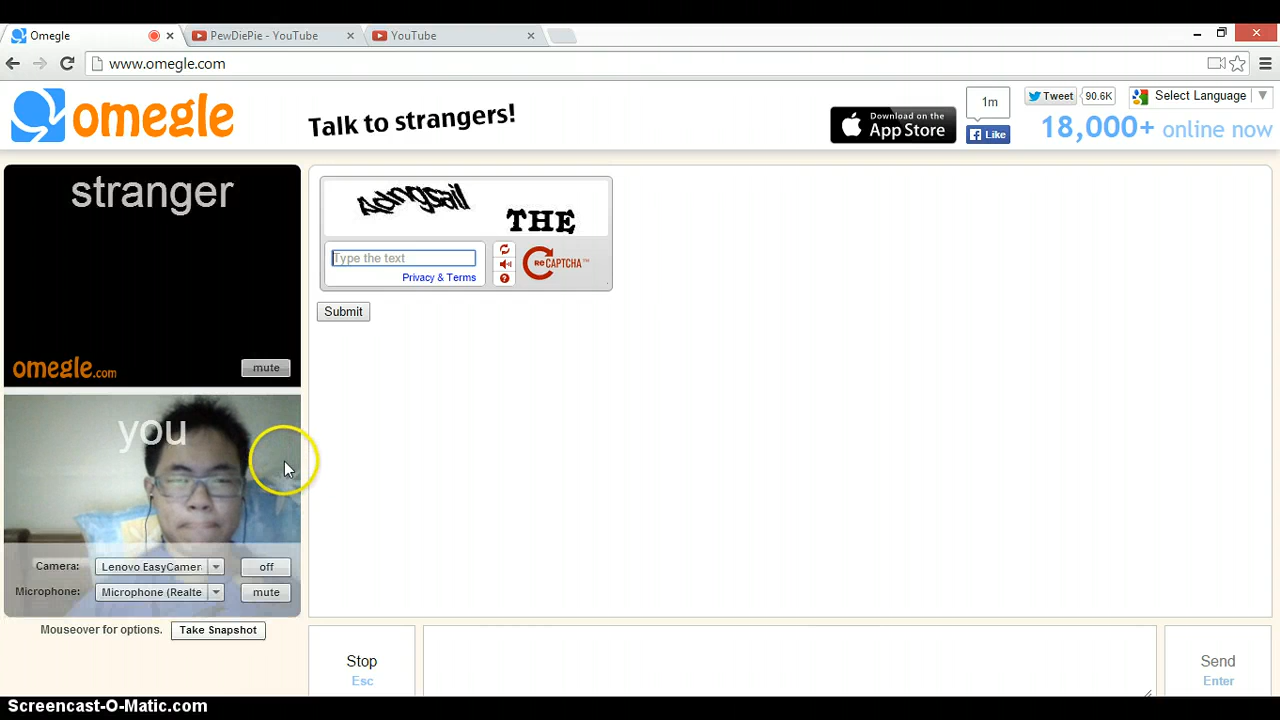 Omegle
PewDiePie - YouTube
YouTube
www.omegle.com
omegle
Talk to strangers!
Download on the
App Store
1m
Like
Tweet
90.6K
Select Language
18,000+ online now
stranger
omegle.com
mute
THE
Type the text
Privacy & Terms
reCAPTCHA™
Submit
you
Camera:
Lenovo EasyCamer
off
Microphone:
Microphone (Realte
mute
Mouseover for options.
Take Snapshot
Stop
Esc
Send
Enter
Screencast-O-Matic.com